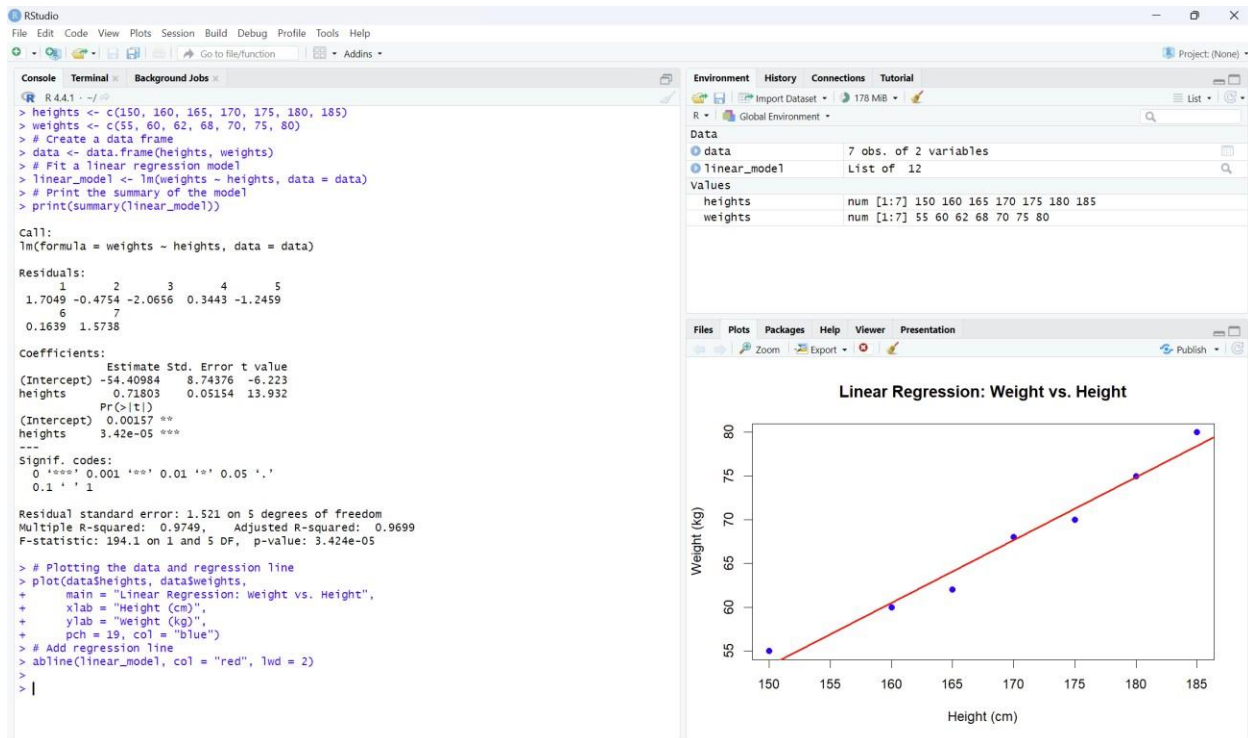 RStudio
File Edit Code View Plots Session Build Debug Profile Tools Help
Go to file/function Addins
Project: (None)
Console Terminal Background Jobs
R 4.4.1 · ~/
> heights <- c(150, 160, 165, 170, 175, 180, 185)
> weights <- c(55, 60, 62, 68, 70, 75, 80)
> # Create a data frame
> data <- data.frame(heights, weights)
> # Fit a linear regression model
> linear_model <- lm(weights ~ heights, data = data)
> # Print the summary of the model
> print(summary(linear_model))
Call:
lm(formula = weights ~ heights, data = data)
Residuals:
1 2 3 4 5
1.7049 -0.4754 -2.0656 0.3443 -1.2459
6 7
0.1639 1.5738
Coefficients:
Estimate Std. Error t value
(Intercept) -54.40984 8.74376 -6.223
heights 0.71803 0.05154 13.932
Pr(>|t|)
(Intercept) 0.00157 **
heights 3.42e-05 ***
---
Signif. codes:
0 ‘***’ 0.001 ‘**’ 0.01 ‘*’ 0.05 ‘.’
0.1 ‘ ’ 1
Residual standard error: 1.521 on 5 degrees of freedom
Multiple R-squared: 0.9749, Adjusted R-squared: 0.9699
F-statistic: 194.1 on 1 and 5 DF, p-value: 3.424e-05
> # Plotting the data and regression line
> plot(data$heights, data$weights,
+ main = "Linear Regression: Weight vs. Height",
+ xlab = "Height (cm)",
+ ylab = "Weight (kg)",
+ pch = 19, col = "blue")
> # Add regression line
> abline(linear_model, col = "red", lwd = 2)
>
>
Environment History Connections Tutorial
Import Dataset 178 MiB List
R Global Environment
Data
data 7 obs. of 2 variables
linear_model List of 12
Values
heights num [1:7] 150 160 165 170 175 180 185
weights num [1:7] 55 60 62 68 70 75 80
Files Plots Packages Help Viewer Presentation
Zoom Export Publish
Linear Regression: Weight vs. Height
80
75
70
65
60
55
Weight (kg)
150 155 160 165 170 175 180 185
Height (cm)